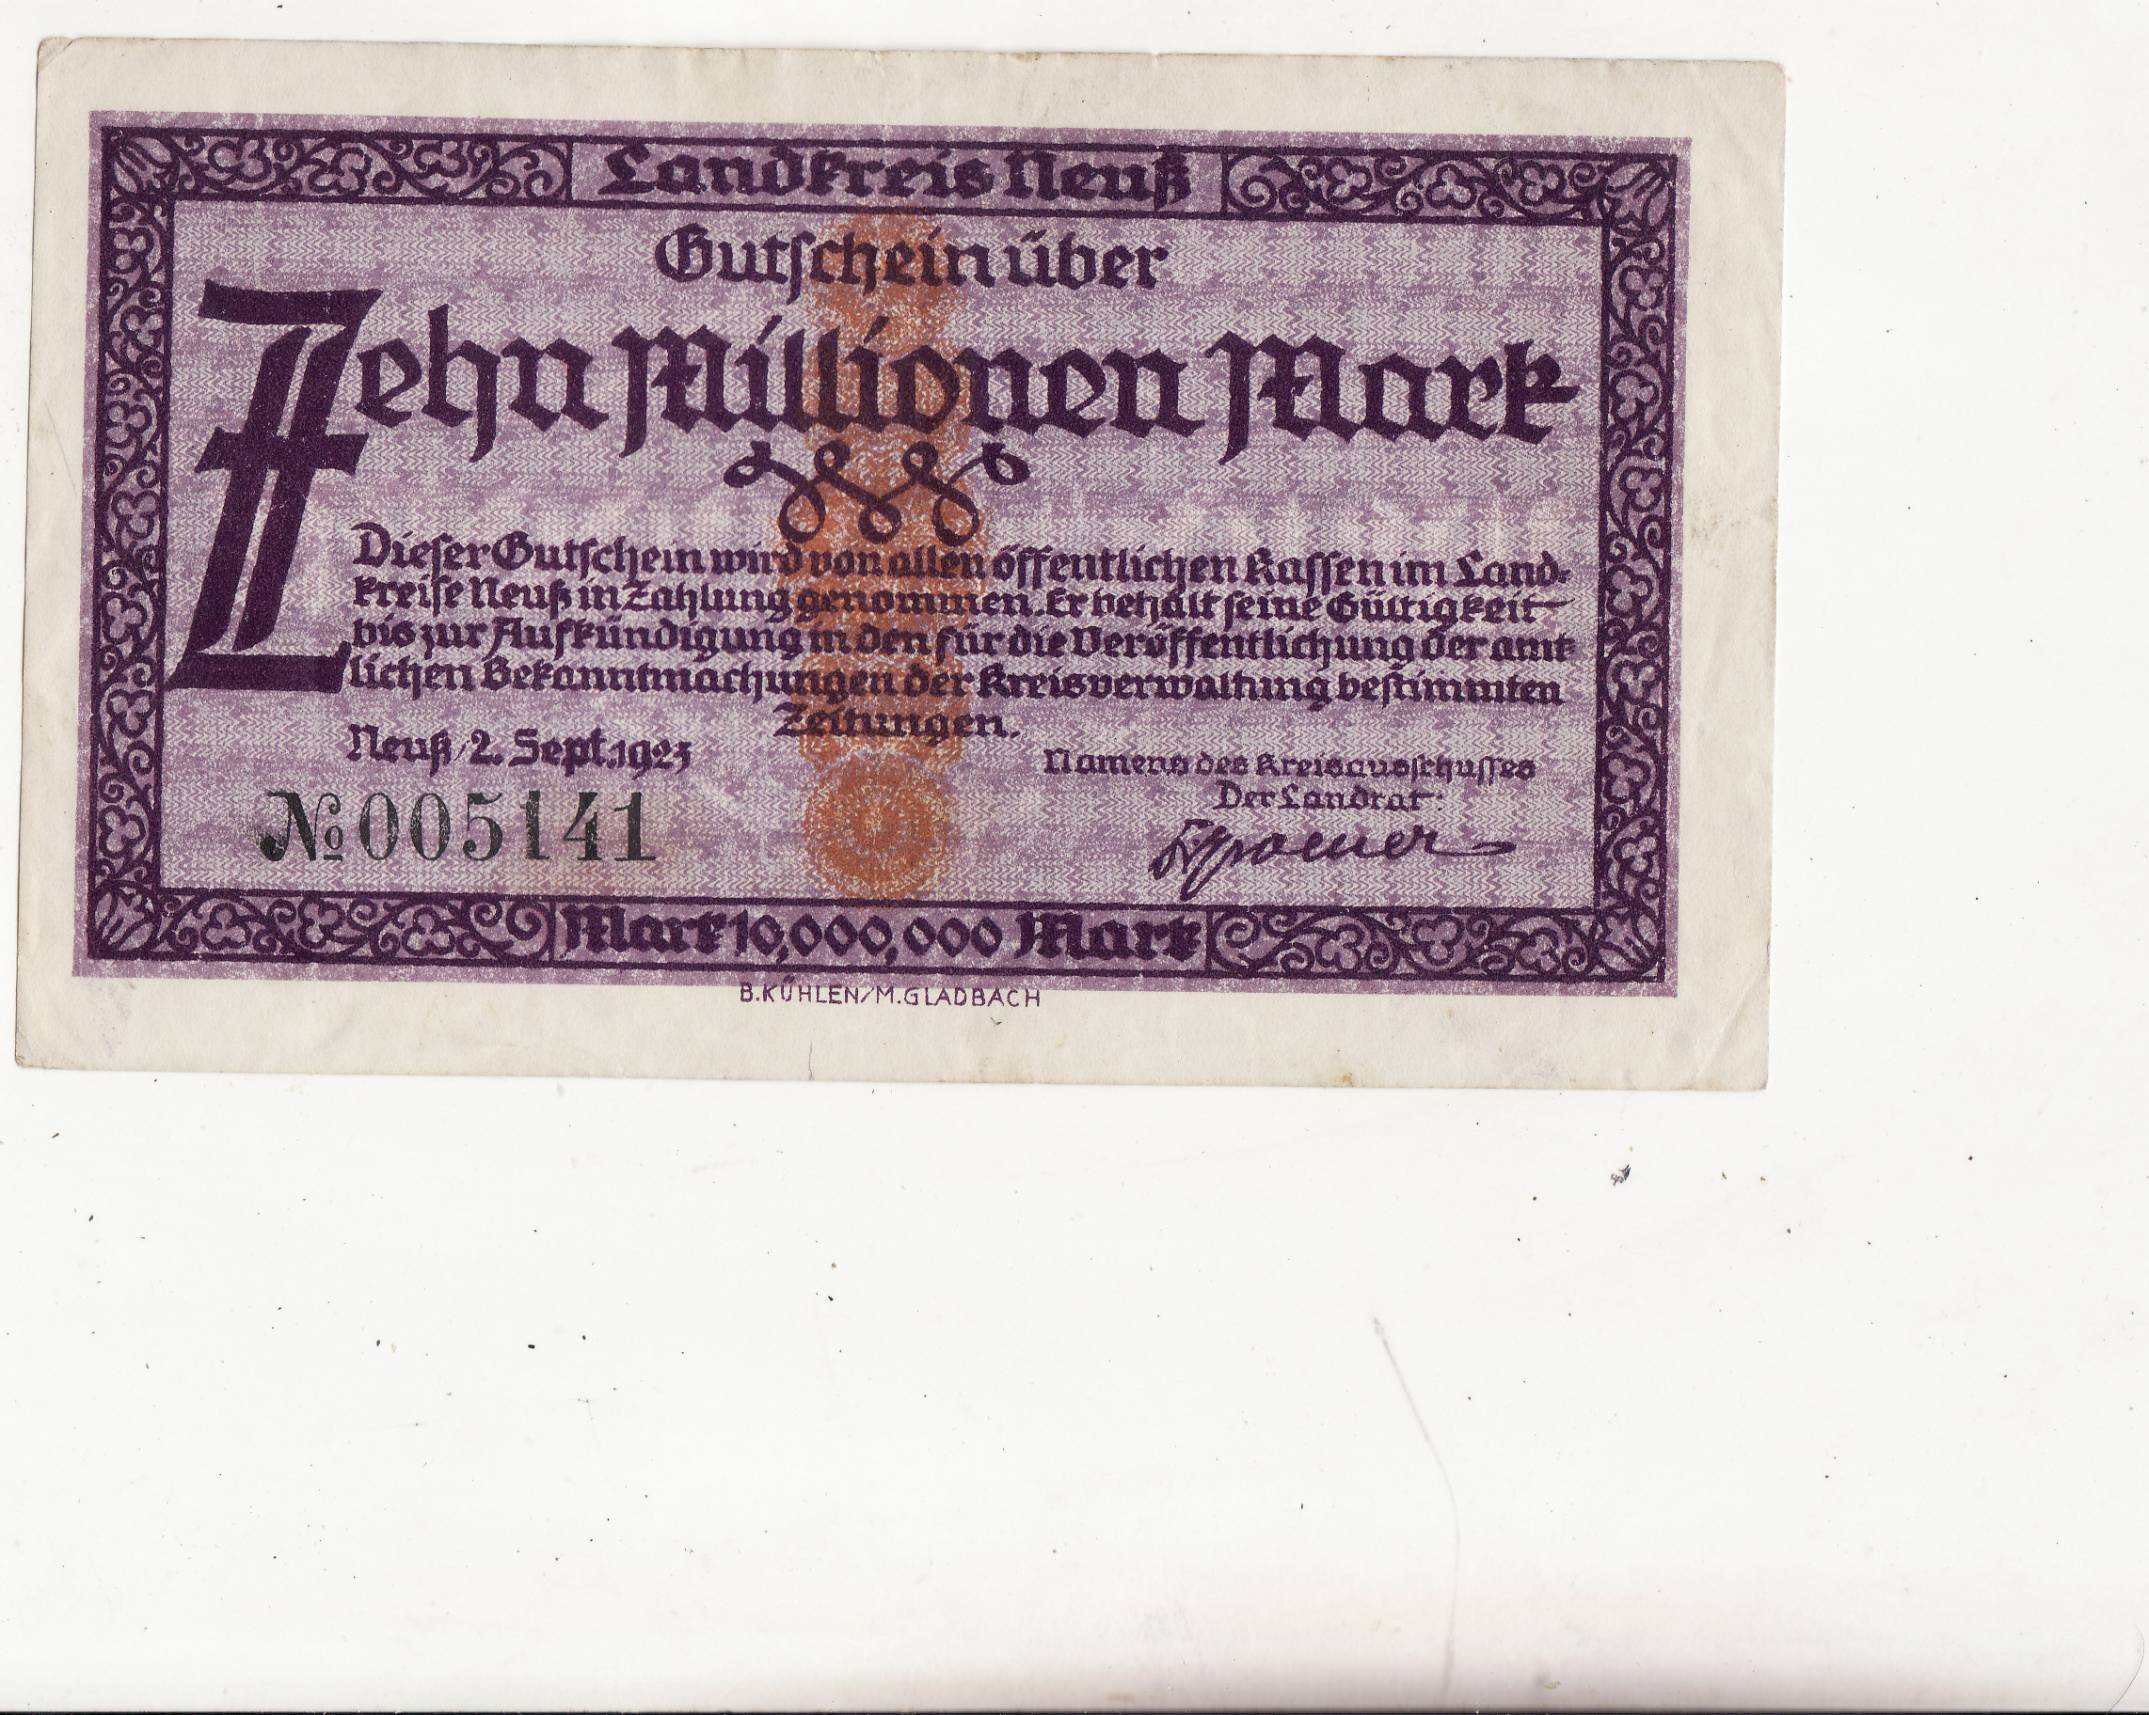 Landkreis Neuß
Gutschein über
Zehn Millionen Mark
Dieser Gutschein wird von allen öffentlichen Kassen im Land-
kreise Neuß in Zahlung genommen. Er behält seine Gültigkeit
bis zur Aufkündigung in den für die Veröffentlichung der amt-
lichen Bekanntmachungen der Kreisverwaltung bestimmten
Zeitungen.
Neuß, 2. Sept. 1923
Namens des Kreisausschusses
Der Landrat:
№ 005141
Mark 10,000,000 Mark
B.KÜHLEN/M.GLADBACH